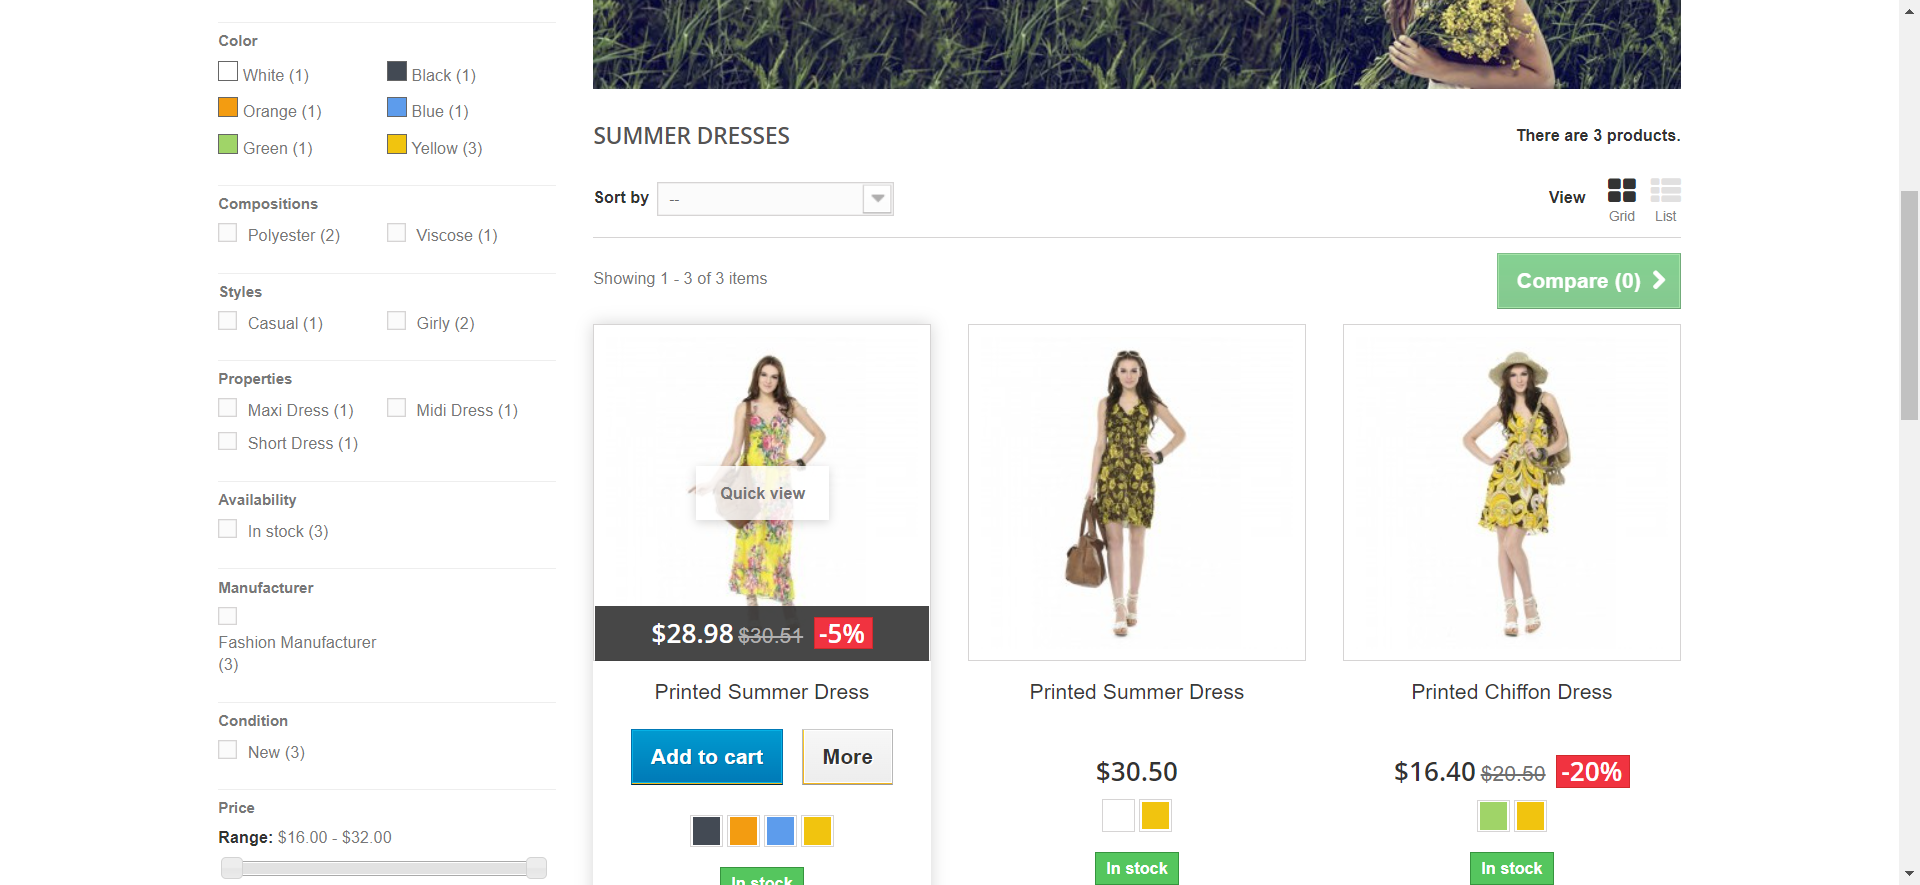 Color
White (1)
Black (1)
Orange (1)
Blue (1)
Green (1)
Yellow (3)
Compositions
Polyester (2)
Viscose (1)
Styles
Casual (1)
Girly (2)
Properties
Maxi Dress (1)
Midi Dress (1)
Short Dress (1)
Availability
In stock (3)
Manufacturer
Fashion Manufacturer
(3)
Condition
New (3)
Price
Range: $16.00 - $32.00
SUMMER DRESSES
There are 3 products.
Sort by
--
View
Grid
List
Showing 1 - 3 of 3 items
Compare (0)
Quick view
$28.98 $30.51 -5%
Printed Summer Dress
Add to cart
More
In stock
Printed Summer Dress
$30.50
In stock
Printed Chiffon Dress
$16.40 $20.50 -20%
In stock